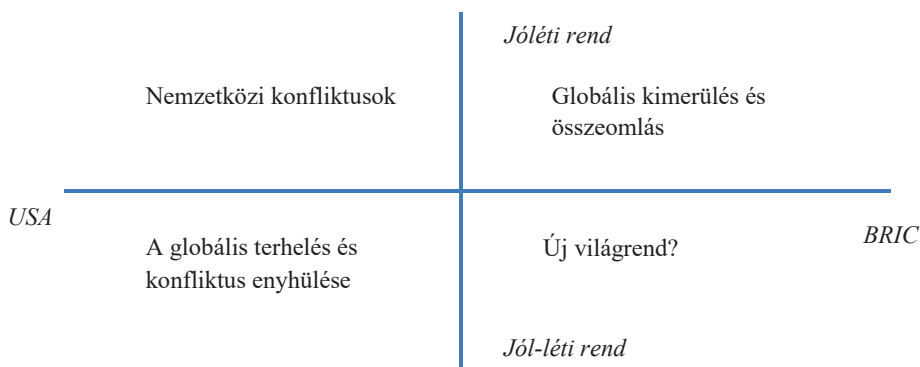 Jóléti rend
Nemzetközi konfliktusok
Globális kimerülés és
összeomlás
USA
BRIC
A globális terhelés és
konfliktus enyhülése
Új világrend?
Jól-léti rend